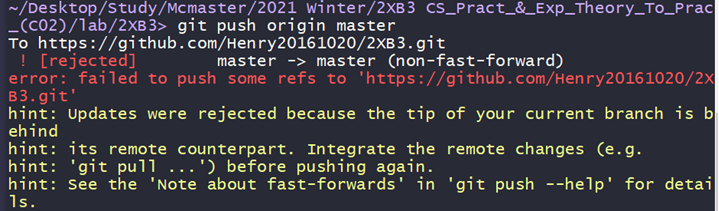 ~/Desktop/Study/Mcmaster/2021 Winter/2XB3 CS_Pract_&_Exp_Theory_To_Prac
_(CO2)/lab/2XB3> git push origin master
To https://github.com/Henry20161020/2XB3.git
 ! [rejected]        master -> master (non-fast-forward)
error: failed to push some refs to 'https://github.com/Henry20161020/2X
B3.git'
hint: Updates were rejected because the tip of your current branch is b
ehind
hint: its remote counterpart. Integrate the remote changes (e.g.
hint: 'git pull ...') before pushing again.
hint: See the 'Note about fast-forwards' in 'git push --help' for detai
ls.